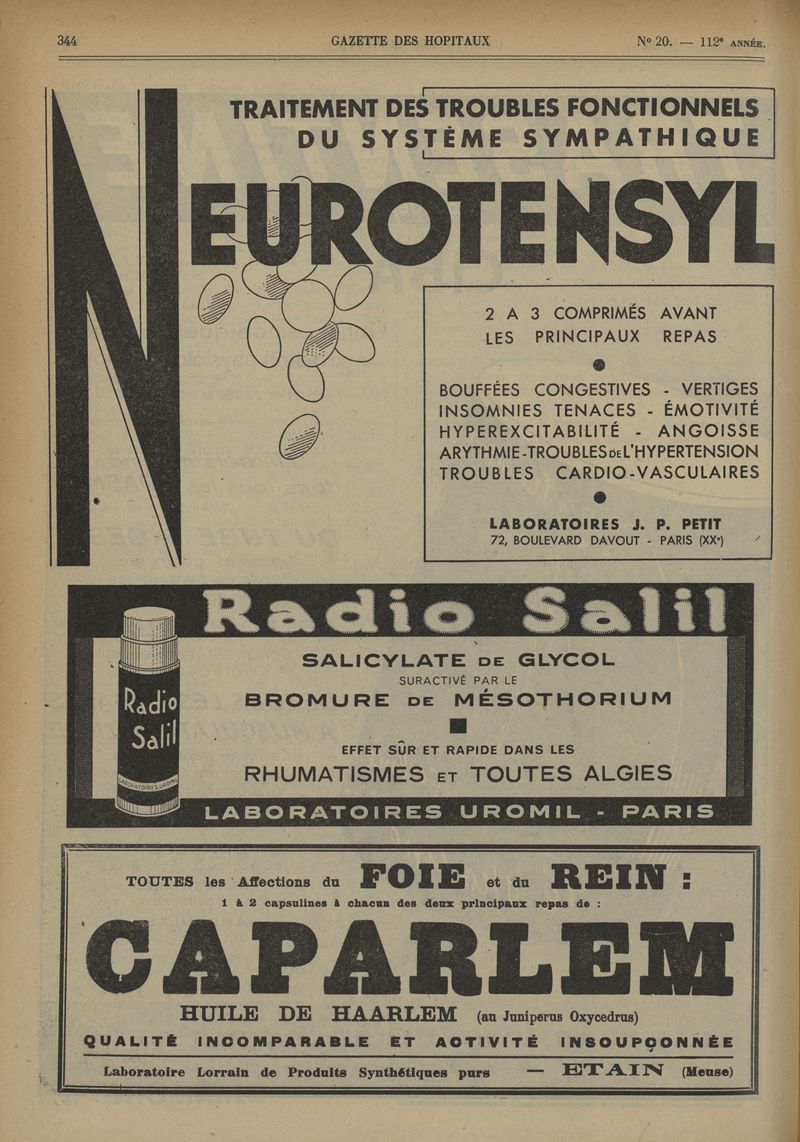 344 GAZETTE DES HOPITAUX Nº 20. — 112ᵉ ANNÉE.
TRAITEMENT DES TROUBLES FONCTIONNELS
DU SYSTÈME SYMPATHIQUE
NEUROTENSYL
2 A 3 COMPRIMÉS AVANT
LES PRINCIPAUX REPAS
BOUFFÉES CONGESTIVES - VERTIGES
INSOMNIES TENACES - ÉMOTIVITÉ
HYPEREXCITABILITÉ - ANGOISSE
ARYTHMIE-TROUBLES DE L'HYPERTENSION
TROUBLES CARDIO-VASCULAIRES
LABORATOIRES J. P. PETIT
72, BOULEVARD DAVOUT - PARIS (XXᵉ)
Radio Salil
SALICYLATE DE GLYCOL
SURACTIVÉ PAR LE
BROMURE DE MÉSOTHORIUM
Radio
Salil
LABORATOIRES UROMIL
EFFET SÛR ET RAPIDE DANS LES
RHUMATISMES ET TOUTES ALGIES
LABORATOIRES UROMIL - PARIS
TOUTES les Affections du FOIE et du REIN :
1 à 2 capsulines à chacun des deux principaux repas de :
CAPARLEM
HUILE DE HAARLEM (au Juniperus Oxycedrus)
QUALITÉ INCOMPARABLE ET ACTIVITÉ INSOUPÇONNÉE
Laboratoire Lorrain de Produits Synthétiques purs — ETAIN (Meuse)